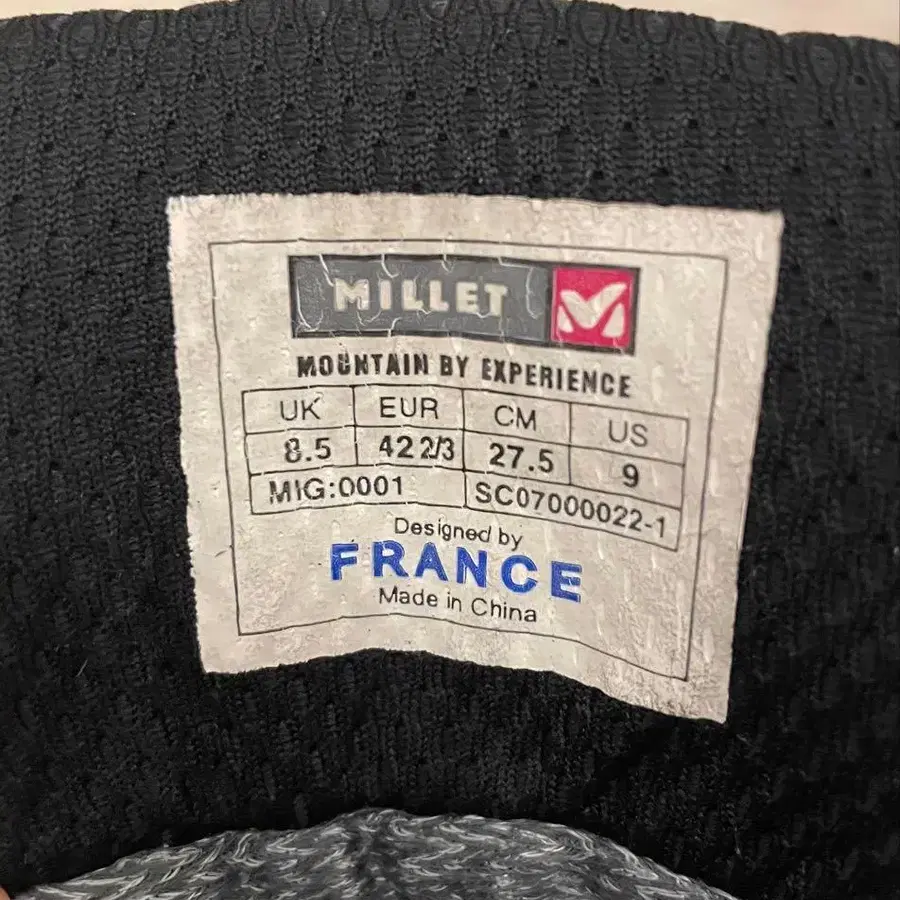 MILLET
MOUNTAIN BY EXPERIENCE
UK EUR CM US
8.5 42 2/3 27.5 9
MIG:0001 SC07000022-1
Designed by
FRANCE
Made in China